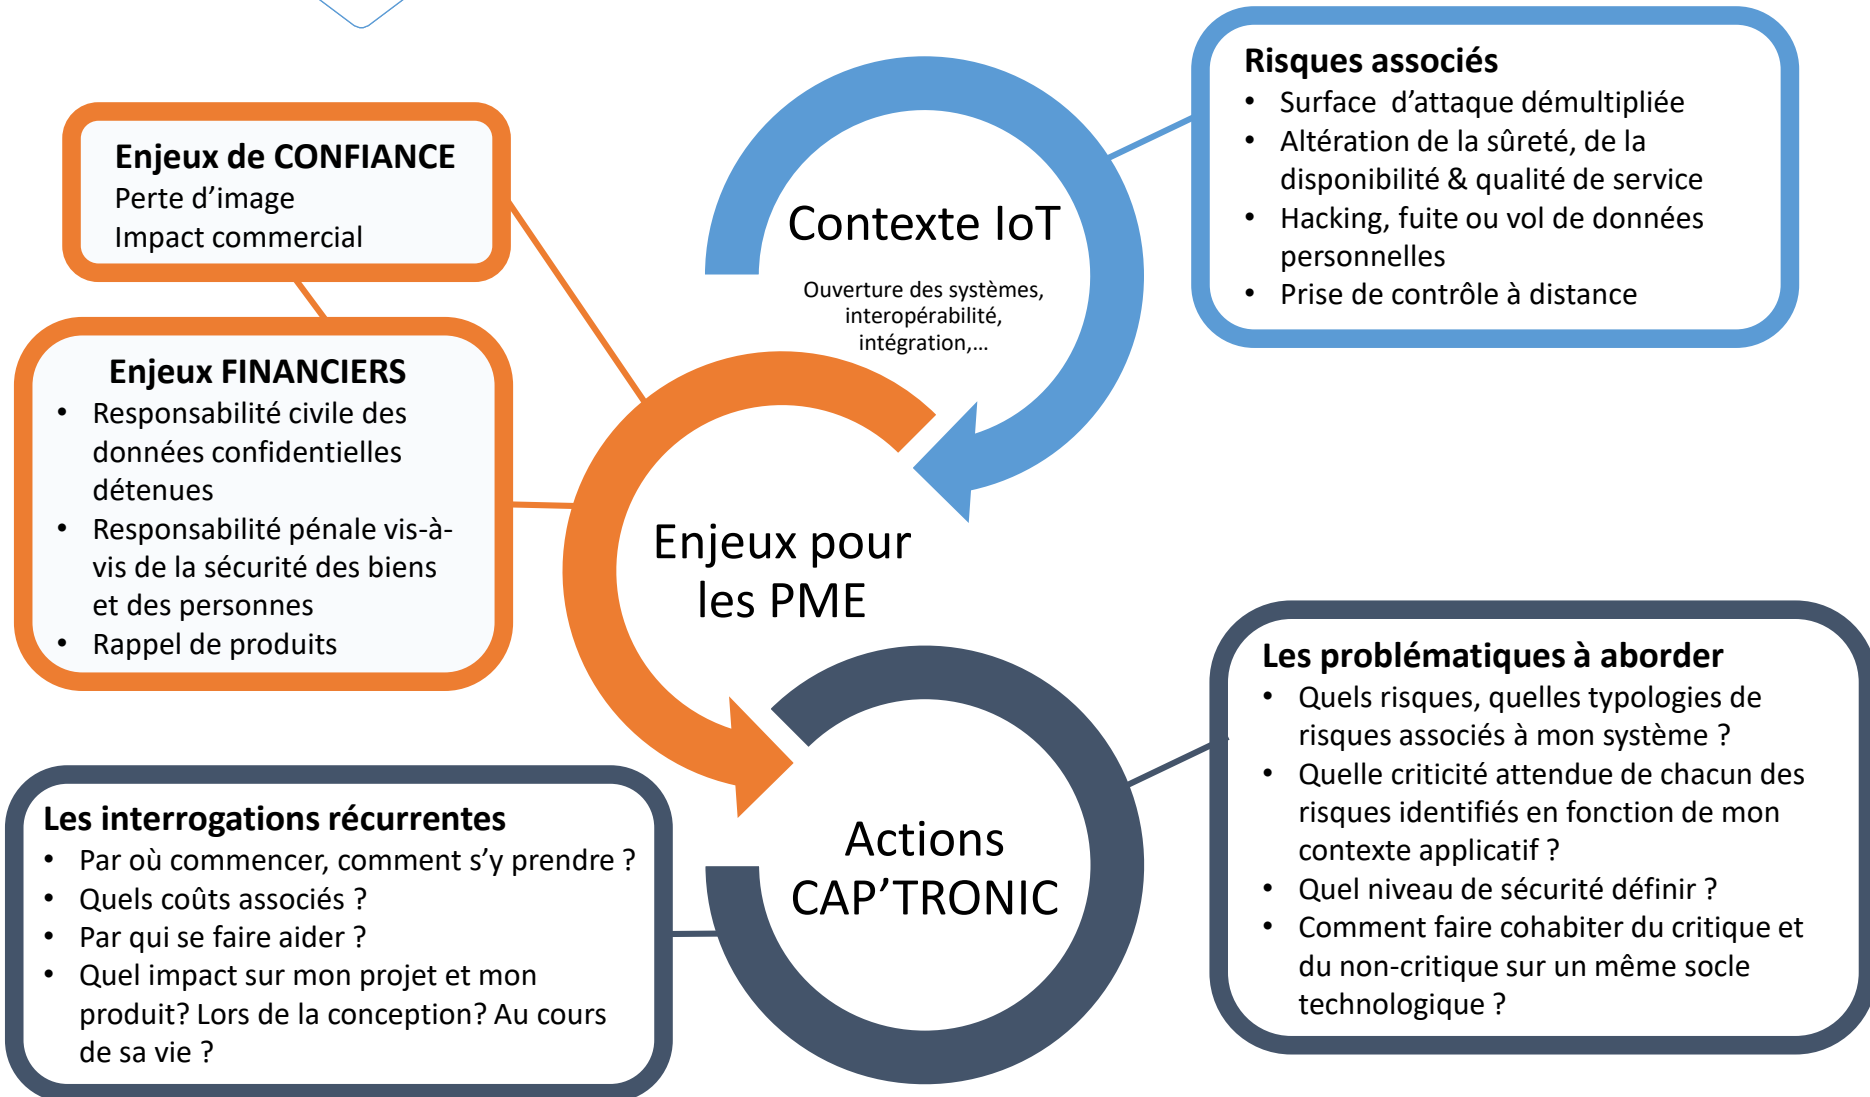 Contexte IoT
Ouverture des systèmes,
interopérabilité,
intégration,...
Risques associés
• Surface  d’attaque démultipliée
• Altération de la sûreté, de la
disponibilité & qualité de service
• Hacking, fuite ou vol de données
personnelles
• Prise de contrôle à distance
Enjeux de CONFIANCE
Perte d’image
Impact commercial
Enjeux FINANCIERS
• Responsabilité civile des
données confidentielles
détenues
• Responsabilité pénale vis-à-
vis de la sécurité des biens
et des personnes
• Rappel de produits
Enjeux pour
les PME
Actions
CAP’TRONIC
Les interrogations récurrentes
• Par où commencer, comment s’y prendre ?
• Quels coûts associés ?
• Par qui se faire aider ?
• Quel impact sur mon projet et mon
produit? Lors de la conception? Au cours
de sa vie ?
Les problématiques à aborder
• Quels risques, quelles typologies de
risques associés à mon système ?
• Quelle criticité attendue de chacun des
risques identifiés en fonction de mon
contexte applicatif ?
• Quel niveau de sécurité définir ?
• Comment faire cohabiter du critique et
du non-critique sur un même socle
technologique ?